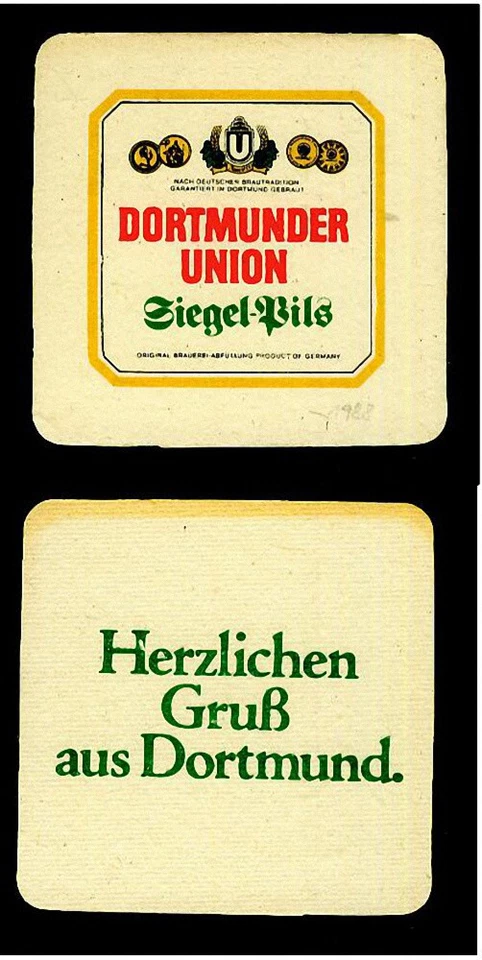 U
NACH DEUTSCHER BRAUTRADITION
GARANTIERT IN DORTMUND GEBRAUT
DORTMUNDER
UNION
Siegel-Pils
ORIGINAL BRAUEREI-ABFÜLLUNG PRODUCT OF GERMANY
1988
Herzlichen
Gruß
aus Dortmund.